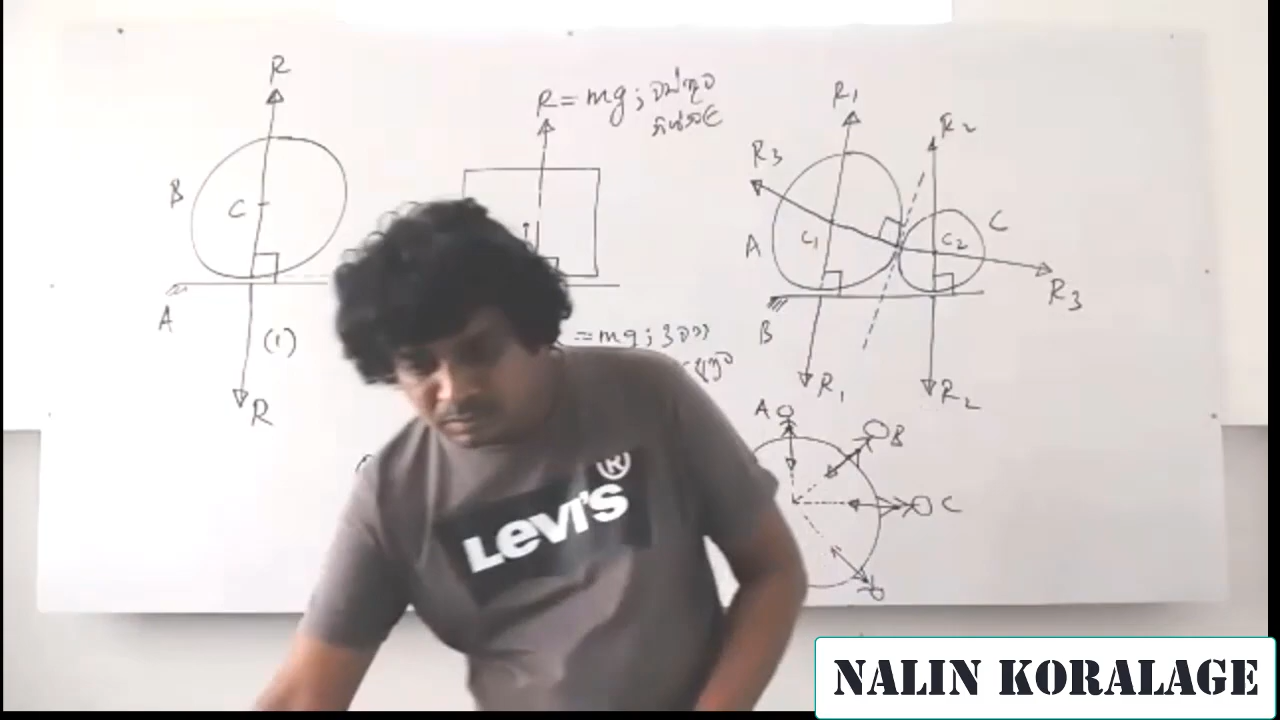 R
B
C
A
(1)
R
R = mg;
= mg;
R1
R2
R3
C
A
C1
C2
R3
B
R1
R2
A
B
C
Levi's ®
NALIN KORALAGE